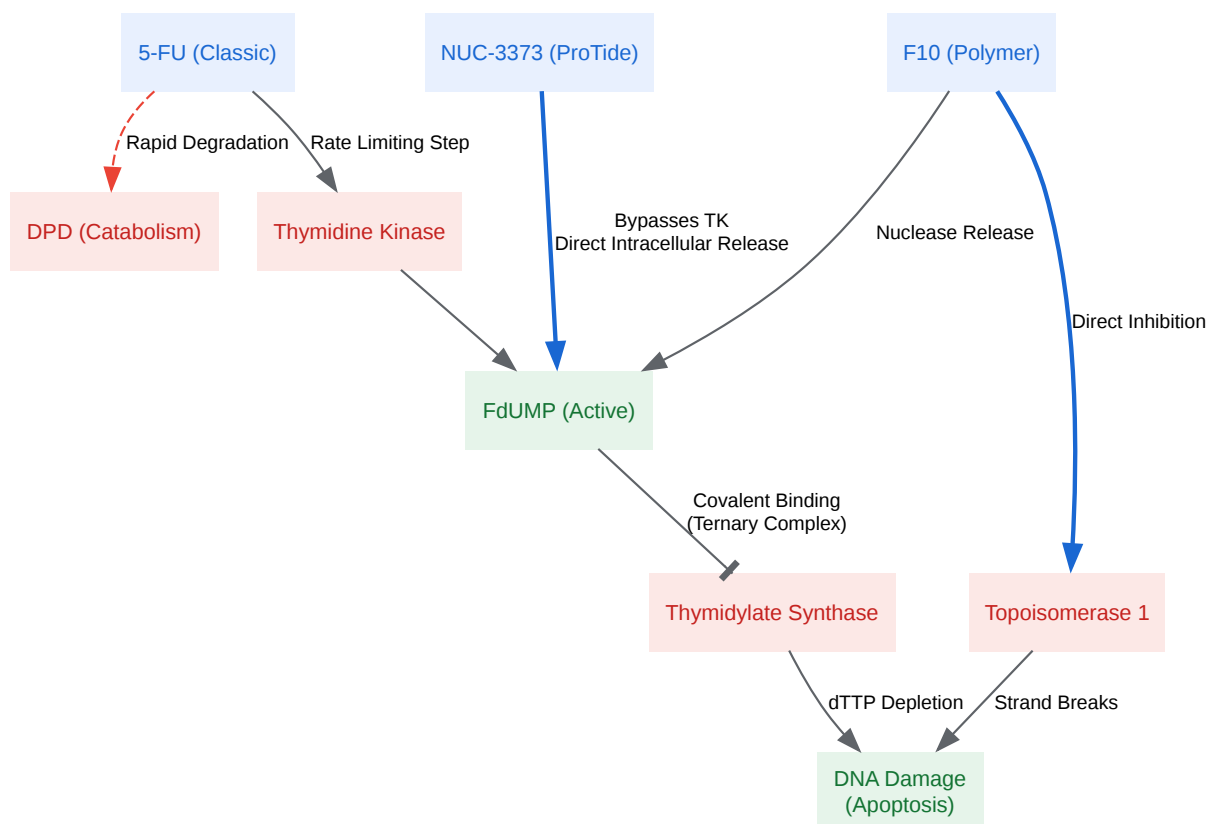 5-FU (Classic)
NUC-3373 (ProTide)
F10 (Polymer)
Rapid Degradation
Rate Limiting Step
DPD (Catabolism)
Thymidine Kinase
Bypasses TK
Direct Intracellular Release
Nuclease Release
Direct Inhibition
FdUMP (Active)
Covalent Binding
(Ternary Complex)
Thymidylate Synthase
Topoisomerase 1
dTTP Depletion
Strand Breaks
DNA Damage
(Apoptosis)